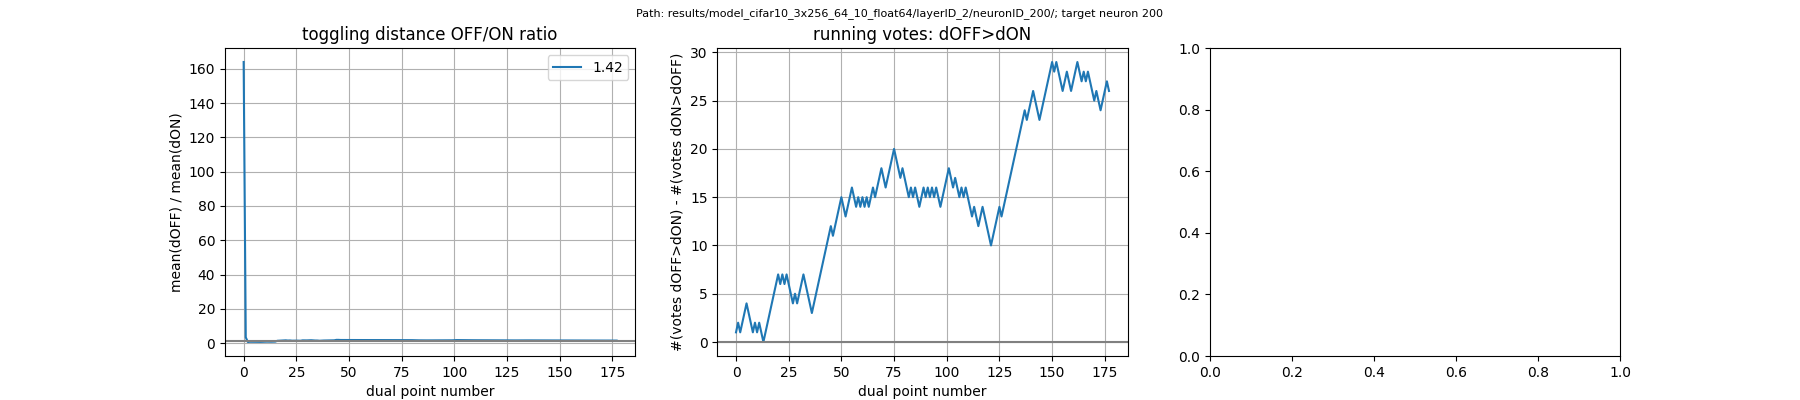 Path: results/model_cifar10_3x256_64_10_float64/layerID_2/neuronID_200/; target neuron 200
toggling distance OFF/ON ratio
mean(dOFF) / mean(dON)
160
140
120
100
80
60
40
20
0
1.42
0 25 50 75 100 125 150 175
dual point number
running votes: dOFF>dON
#(votes dOFF>dON) - #(votes dON>dOFF)
30
25
20
15
10
5
0
0 25 50 75 100 125 150 175
dual point number
1.0
0.8
0.6
0.4
0.2
0.0
0.0 0.2 0.4 0.6 0.8 1.0